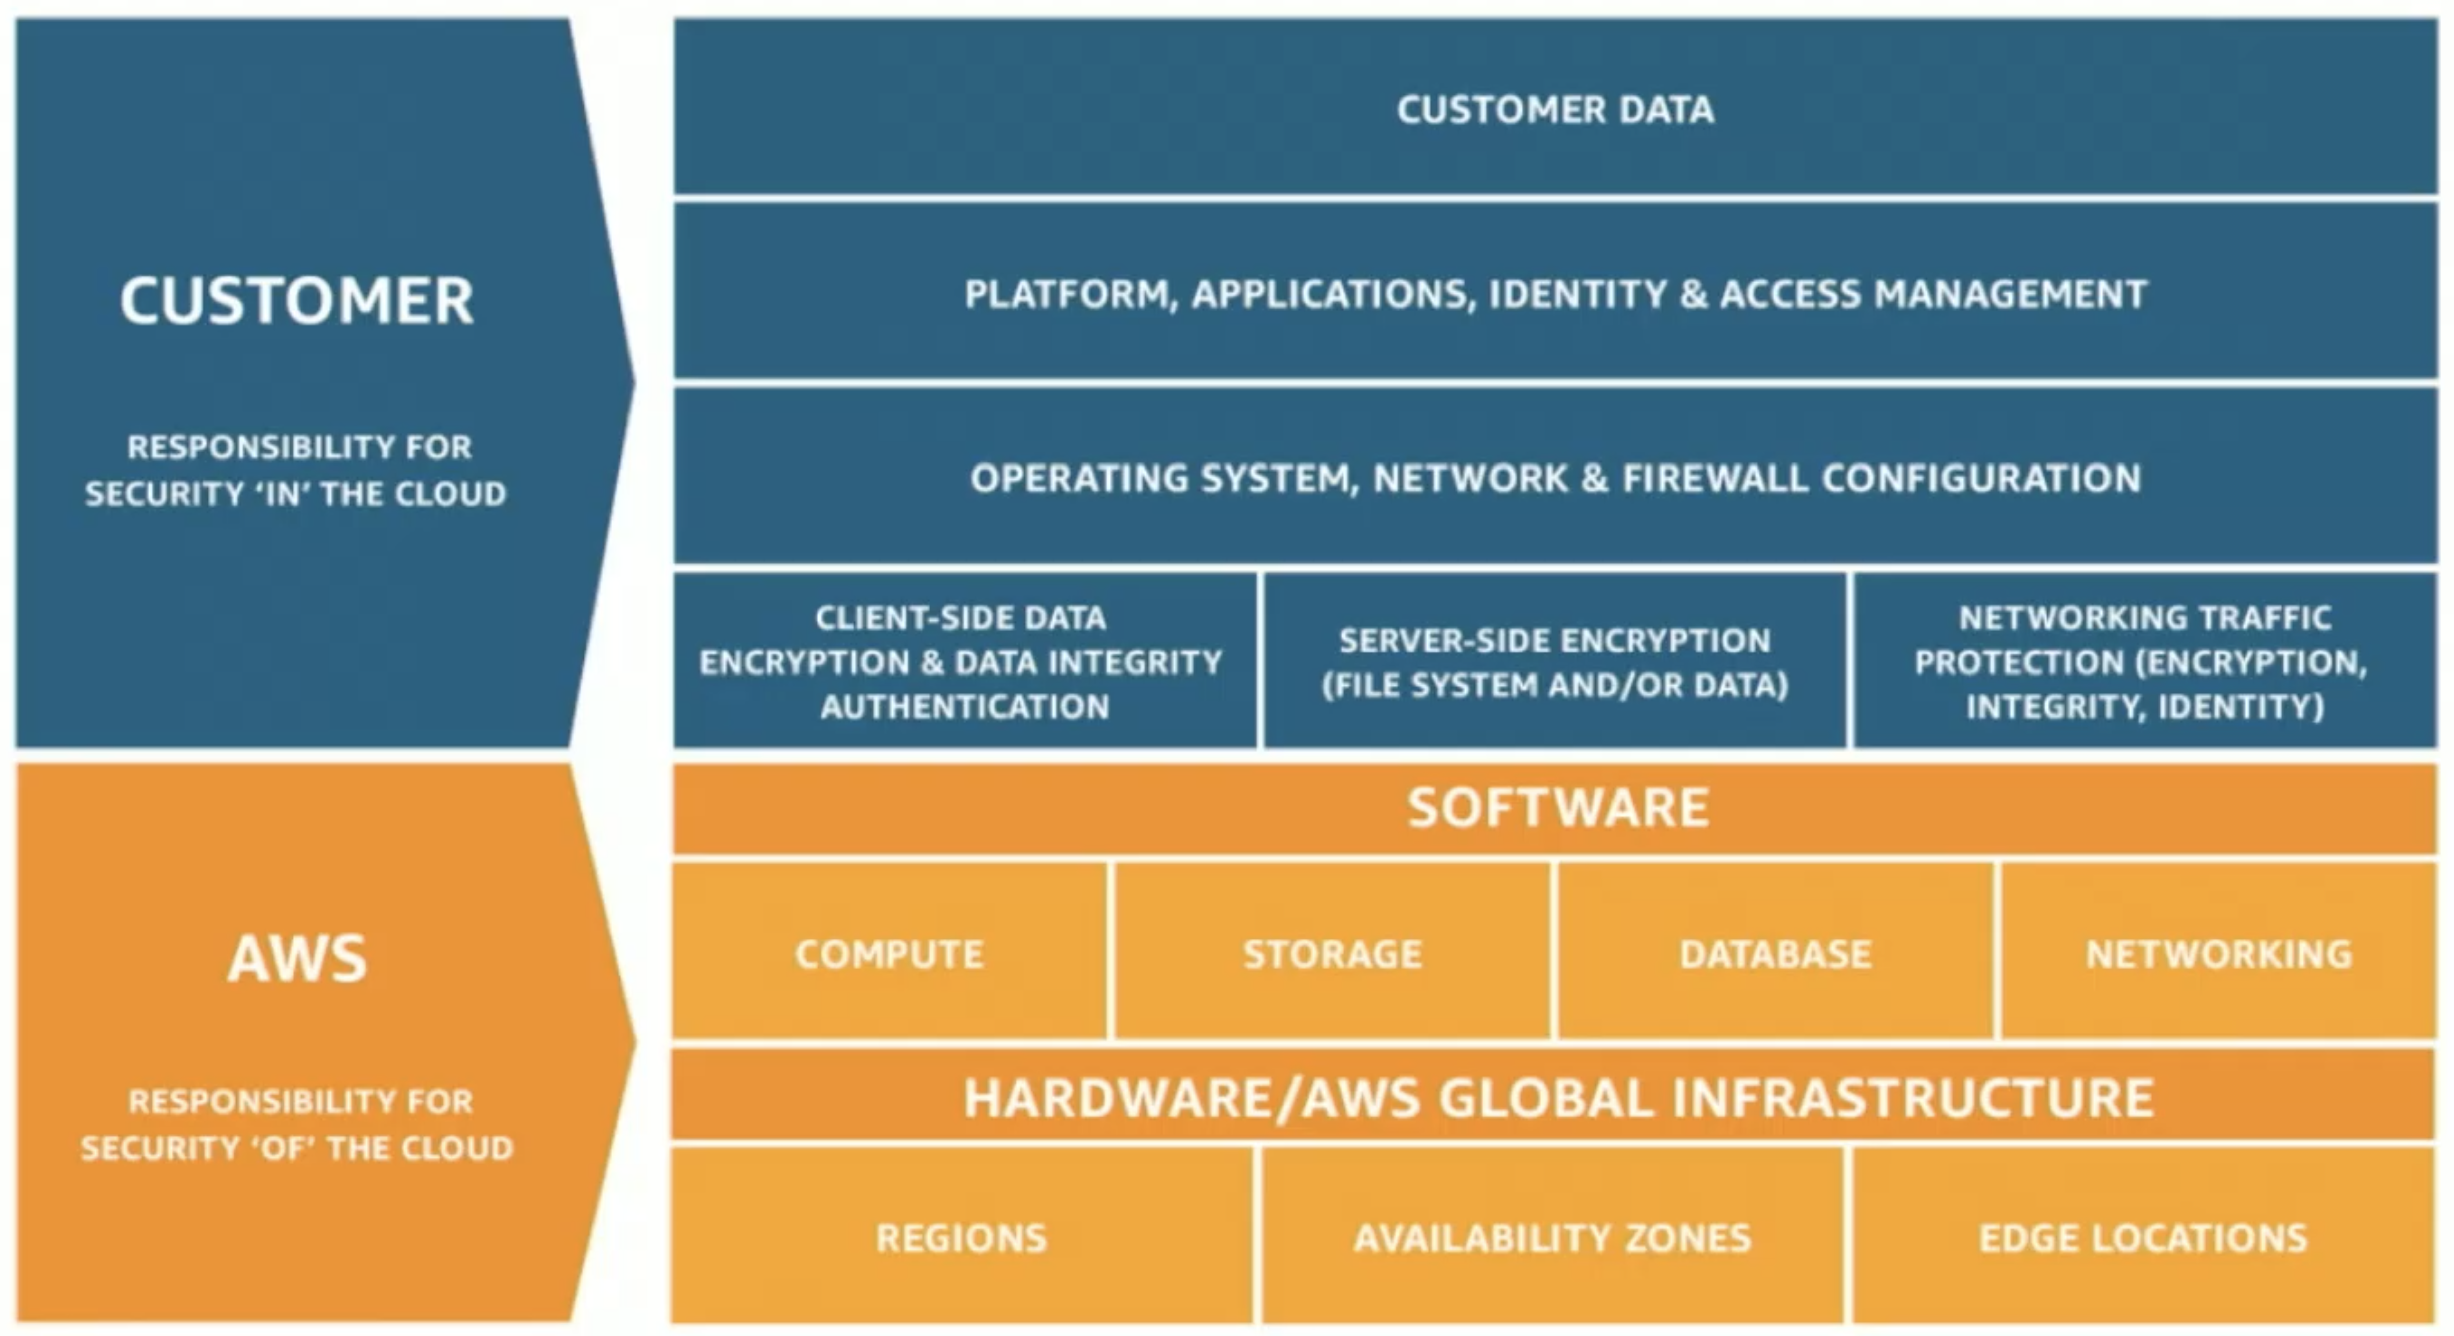 CUSTOMER
RESPONSIBILITY FOR
SECURITY ‘IN’ THE CLOUD
CUSTOMER DATA
PLATFORM, APPLICATIONS, IDENTITY & ACCESS MANAGEMENT
OPERATING SYSTEM, NETWORK & FIREWALL CONFIGURATION
CLIENT-SIDE DATA
ENCRYPTION & DATA INTEGRITY
AUTHENTICATION
SERVER-SIDE ENCRYPTION
(FILE SYSTEM AND/OR DATA)
NETWORKING TRAFFIC
PROTECTION (ENCRYPTION,
INTEGRITY, IDENTITY)
AWS
RESPONSIBILITY FOR
SECURITY ‘OF’ THE CLOUD
SOFTWARE
COMPUTE
STORAGE
DATABASE
NETWORKING
HARDWARE/AWS GLOBAL INFRASTRUCTURE
REGIONS
AVAILABILITY ZONES
EDGE LOCATIONS